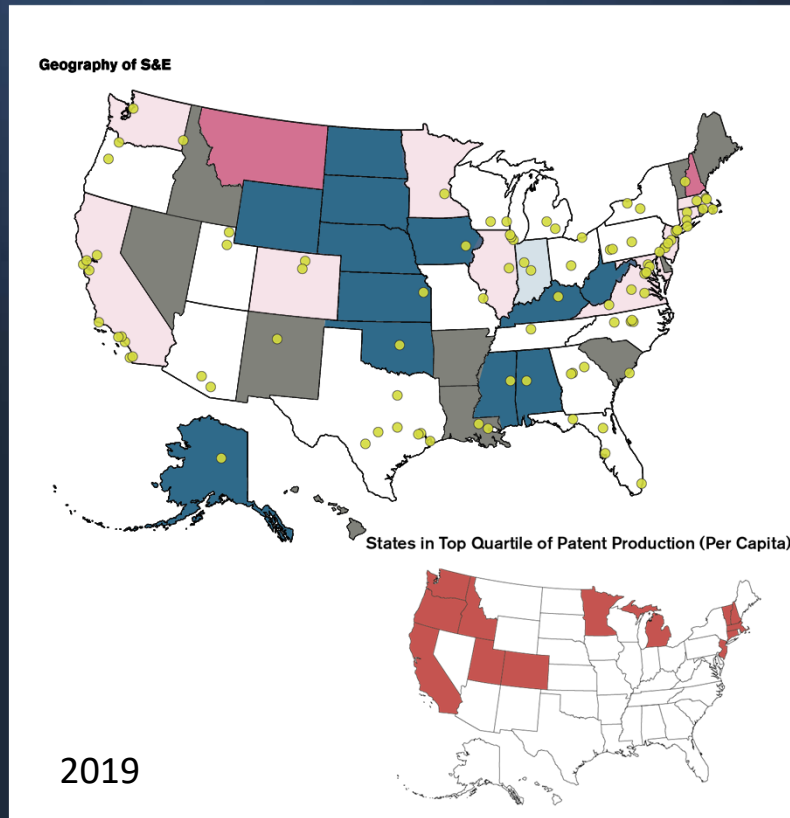 Geography of S&E
States in Top Quartile of Patent Production (Per Capita)
2019